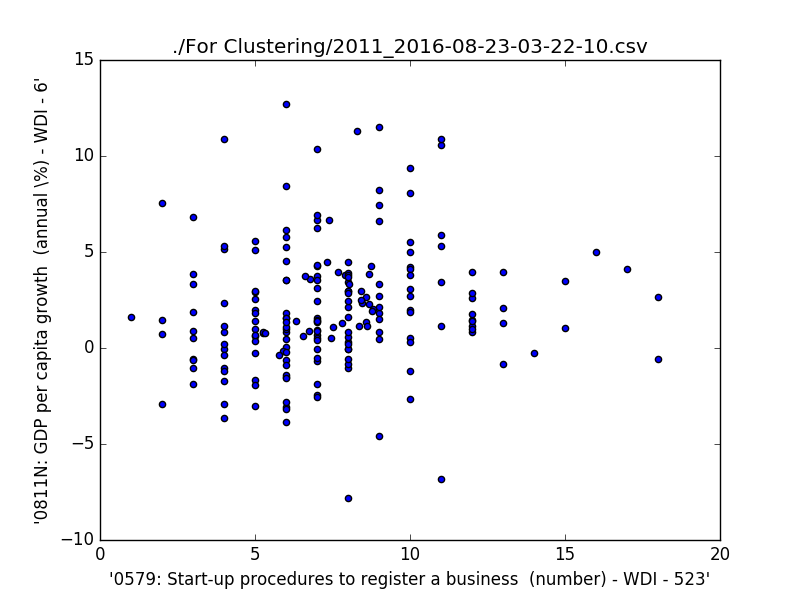 ./For Clustering/2011_2016-08-23-03-22-10.csv
'0811N: GDP per capita growth  (annual \%) - WDI - 6'
15
10
5
0
−5
−10
0 5 10 15 20
'0579: Start-up procedures to register a business  (number) - WDI - 523'